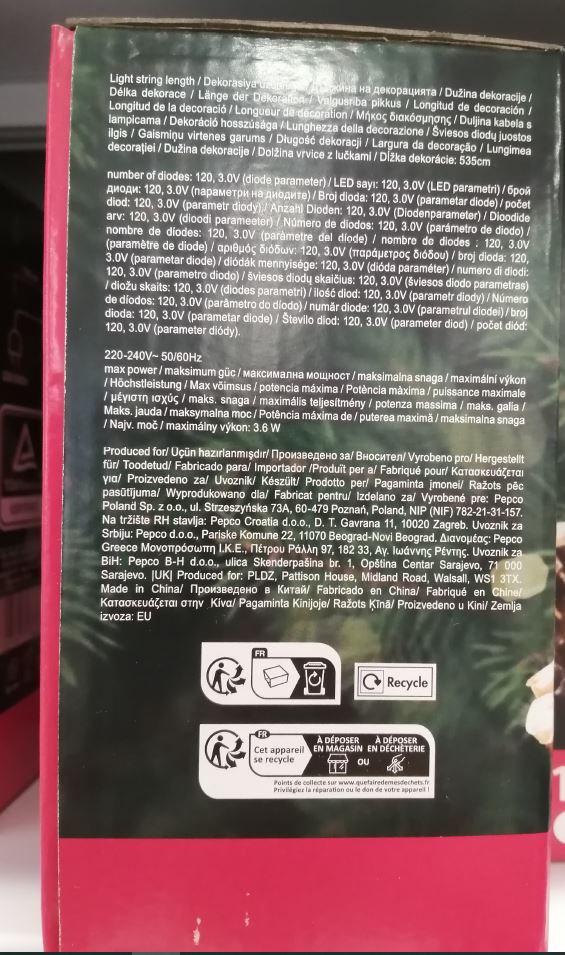 Light string length / Dekorasiya на декорацията / Dužina dekoracije /
Délka dekorace / Länge der Dekoration / Valgusriba pikkus / Longitud de decoración /
Longitud de la decoració / Longueur de décoration / Μήκος διακόσμησης / Duljina kabela s
lampicama / Dekoráció hosszúsága / Lunghezza della decorazione / Šviesos diodų juostos
ilgis / Gaismiņu virtenes garums / Długość dekoracji / Largura da decoração / Lungimea
decorației / Dužina dekoracije / Dolžina vrvice z lučkami / Dĺžka dekorácie: 535cm
number of diodes: 120, 3.0V (diode parameter) / LED sayı: 120, 3.0V (LED parametri) / брой
диоди: 120, 3.0V (параметри на диодите) / Broj dioda: 120, 3.0V (parametar diode) / počet
diod: 120, 3.0V (parametr diody) / Anzahl Dioden: 120, 3.0V (Diodenparameter) / Dioodide
arv: 120, 3.0V (dioodi parameeter) / Número de diodos: 120, 3.0V (parámetro de diodo) /
nombre de díodes: 120, 3.0V (paràmetre del díode) / nombre de diodes : 120, 3.0V
(paramètre de diode) / αριθμός διόδων: 120, 3.0V (παράμετρος διόδου) / broj dioda: 120,
3.0V (parametar diode) / diódák mennyisége: 120, 3.0V (dióda paraméter) / numero di diodi:
120, 3.0V (parametro diodo) / šviesos diodų skaičius: 120, 3.0V (šviesos diodo parametras)
/ diožu skaits: 120, 3.0V (diodes parametri) / ilość diod: 120, 3.0V (parametr diody) / Número
de díodos: 120, 3.0V (parâmetro do díodo) / număr diode: 120, 3.0V (parametrul diodei) / broj
dioda: 120, 3.0V (parametar diode) / Število diod: 120, 3.0V (parameter diod) / počet diód:
120, 3.0V (parameter diódy).
220-240V~ 50/60Hz
max power / maksimum güc / максимална мощност / maksimalna snaga / maximální výkon
/ Höchstleistung / Max võimsus / potencia máxima / Potència màxima / puissance maximale
/ μέγιστη ισχύς / maks. snaga / maximális teljesítmény / potenza massima / maks. galia /
Maks. jauda / maksymalna moc / Potência máxima de / puterea maximă / maksimalna snaga
/ Najv. moč / maximálny výkon: 3.6 W
Produced for/ Üçün hazırlanmışdır/ Произведено за/ Вносител/ Vyrobeno pro/ Hergestellt
für/ Toodetud/ Fabricado para/ Importador /Produït per a/ Fabriqué pour/ Κατασκευάζεται
για/ Proizvedeno za/ Uvoznik/ Készült/ Prodotto per/ Pagaminta įmonei/ Ražots pēc
pasūtījuma/ Wyprodukowano dla/ Fabricat pentru/ Izdelano za/ Vyrobené pre: Pepco
Poland Sp. z o.o., ul. Strzeszyńska 73A, 60-479 Poznań, Poland, NIP (NIF) 782-21-31-157.
Na tržište RH stavlja: Pepco Croatia d.o.o., D. T. Gavrana 11, 10020 Zagreb. Uvoznik za
Srbiju: Pepco d.o.o., Pariske Komune 22, 11070 Beograd-Novi Beograd. Διανομέας: Pepco
Greece Μονοπρόσωπη Ι.Κ.Ε., Πέτρου Ράλλη 97, 182 33, Αγ. Ιωάννης Ρέντης. Uvoznik za
BiH: Pepco B-H d.o.o., ulica Skenderpašina br. 1, Opština Centar Sarajevo, 71 000
Sarajevo. |UK| Produced for: PLDZ, Pattison House, Midland Road, Walsall, WS1 3TX.
Made in China/ Произведено в Китай/ Fabricado en China/ Fabriqué en Chine/
Κατασκευάζεται στην Κίνα/ Pagaminta Kinijoje/ Ražots Ķīnā/ Proizvedeno u Kini/ Zemlja
izvoza: EU
FR
Recycle
FR
Cet appareil
se recycle
À DÉPOSER
EN MAGASIN
OU
À DÉPOSER
EN DÉCHÈTERIE
Points de collecte sur www.quefairedemesdechets.fr
Privilégiez la réparation ou le don de votre appareil !